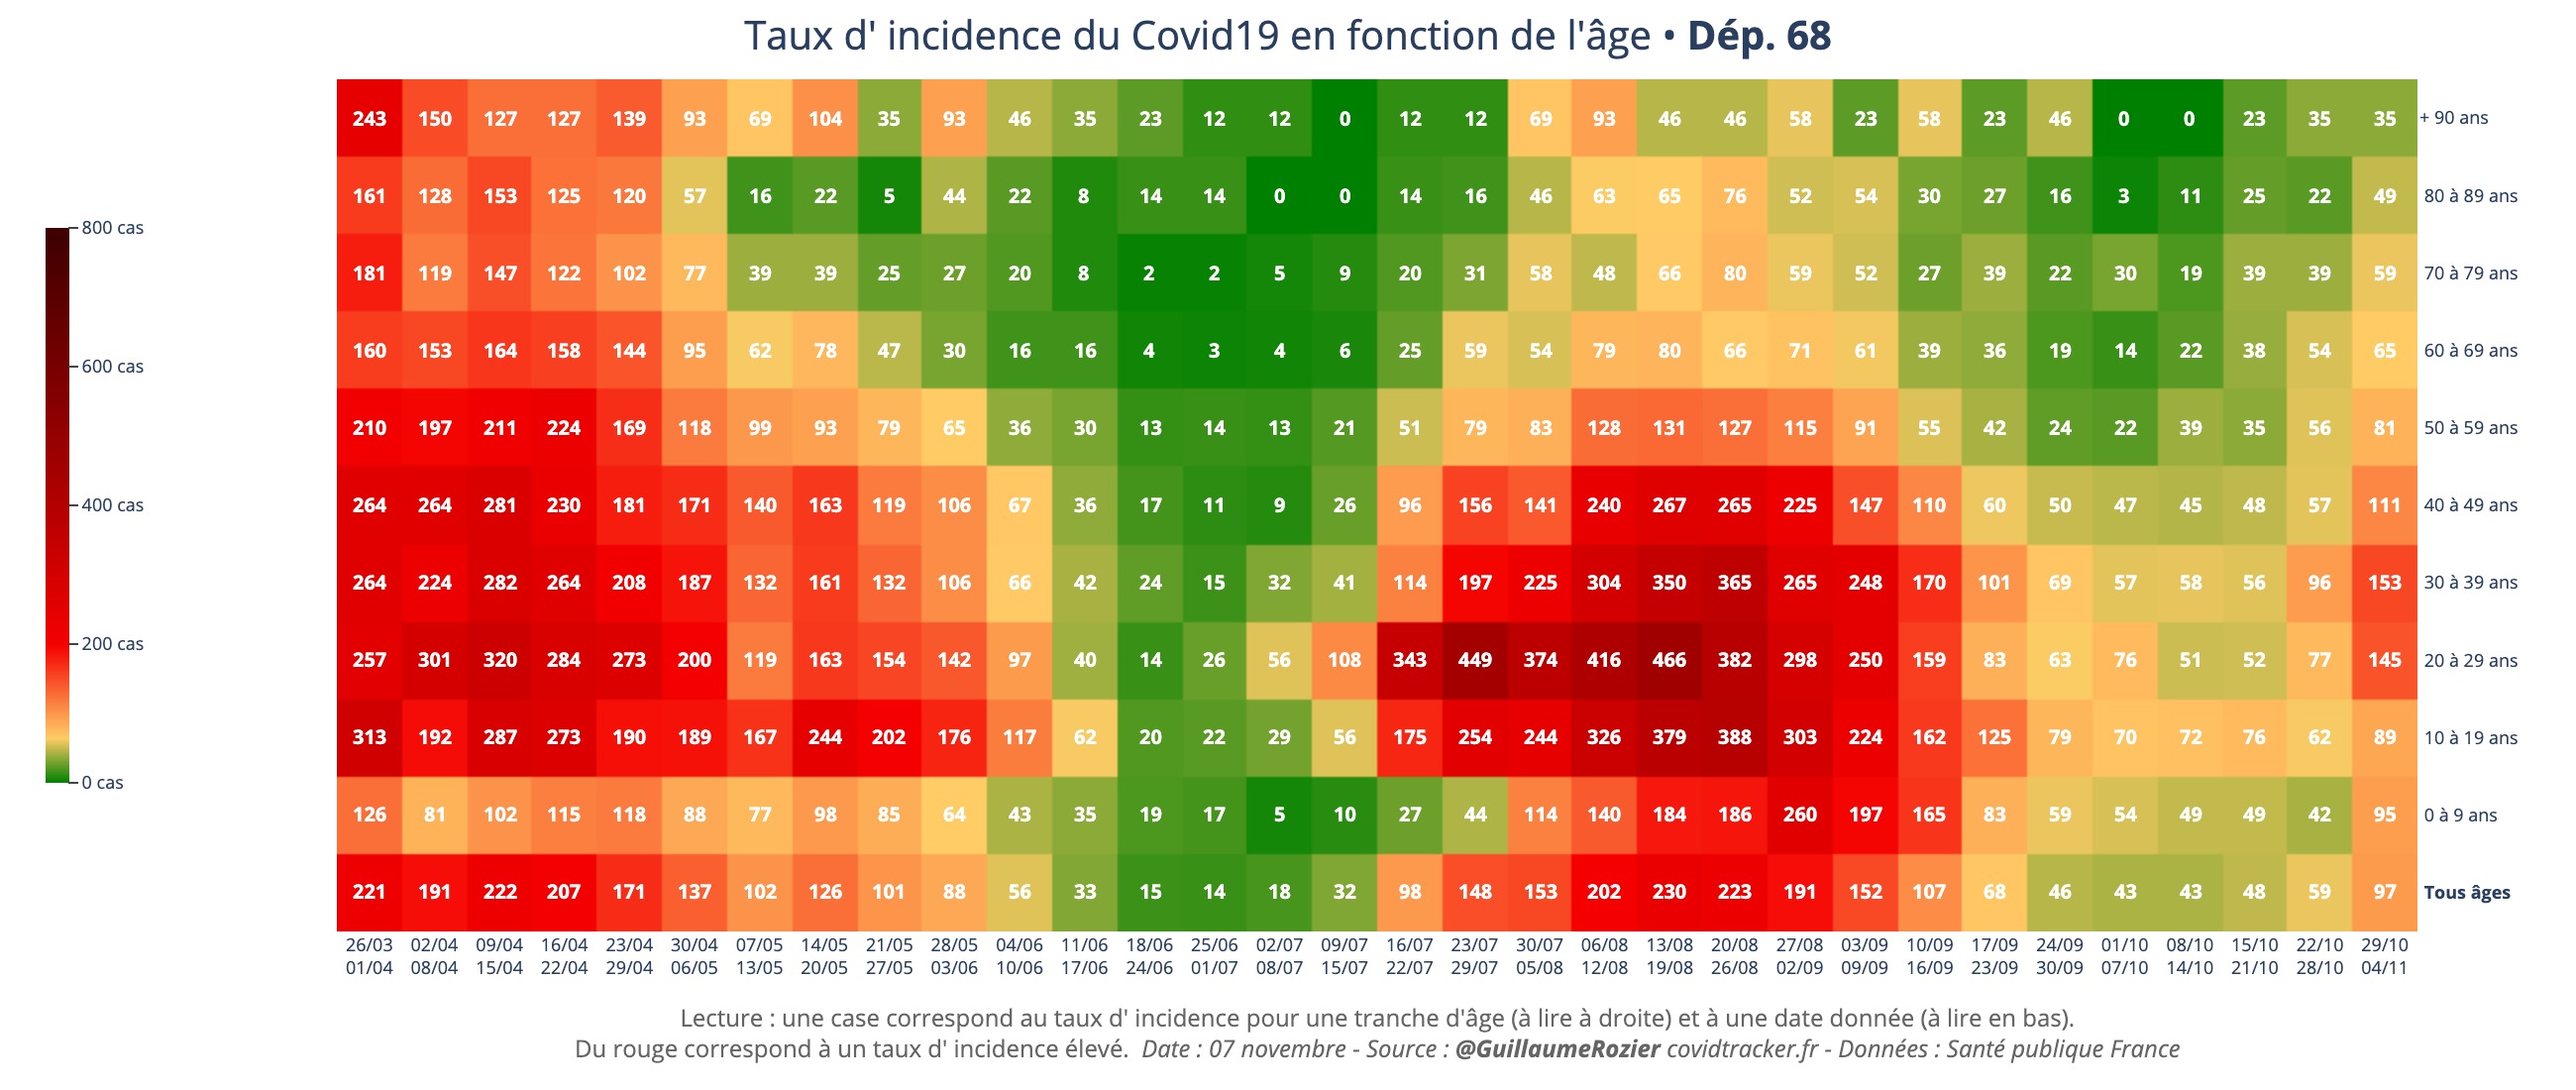 Taux d' incidence du Covid19 en fonction de l'âge • Dép. 68
800 cas
600 cas
400 cas
200 cas
0 cas
243 150 127 127 139 93 69 104 35 93 46 35 23 12 12 0 12 12 69 93 46 46 58 23 58 23 46 0 0 23 35 35 + 90 ans
161 128 153 125 120 57 16 22 5 44 22 8 14 14 0 0 14 16 46 63 65 76 52 54 30 27 16 3 11 25 22 49 80 à 89 ans
181 119 147 122 102 77 39 39 25 27 20 8 2 2 5 9 20 31 58 48 66 80 59 52 27 39 22 30 19 39 39 59 70 à 79 ans
160 153 164 158 144 95 62 78 47 30 16 16 4 3 4 6 25 59 54 79 80 66 71 61 39 36 19 14 22 38 54 65 60 à 69 ans
210 197 211 224 169 118 99 93 79 65 36 30 13 14 13 21 51 79 83 128 131 127 115 91 55 42 24 22 39 35 56 81 50 à 59 ans
264 264 281 230 181 171 140 163 119 106 67 36 17 11 9 26 96 156 141 240 267 265 225 147 110 60 50 47 45 48 57 111 40 à 49 ans
264 224 282 264 208 187 132 161 132 106 66 42 24 15 32 41 114 197 225 304 350 365 265 248 170 101 69 57 58 56 96 153 30 à 39 ans
257 301 320 284 273 200 119 163 154 142 97 40 14 26 56 108 343 449 374 416 466 382 298 250 159 83 63 76 51 52 77 145 20 à 29 ans
313 192 287 273 190 189 167 244 202 176 117 62 20 22 29 56 175 254 244 326 379 388 303 224 162 125 79 70 72 76 62 89 10 à 19 ans
126 81 102 115 118 88 77 98 85 64 43 35 19 17 5 10 27 44 114 140 184 186 260 197 165 83 59 54 49 49 42 95 0 à 9 ans
221 191 222 207 171 137 102 126 101 88 56 33 15 14 18 32 98 148 153 202 230 223 191 152 107 68 46 43 43 48 59 97 Tous âges
26/03 02/04 09/04 16/04 23/04 30/04 07/05 14/05 21/05 28/05 04/06 11/06 18/06 25/06 02/07 09/07 16/07 23/07 30/07 06/08 13/08 20/08 27/08 03/09 10/09 17/09 24/09 01/10 08/10 15/10 22/10 29/10
01/04 08/04 15/04 22/04 29/04 06/05 13/05 20/05 27/05 03/06 10/06 17/06 24/06 01/07 08/07 15/07 22/07 29/07 05/08 12/08 19/08 26/08 02/09 09/09 16/09 23/09 30/09 07/10 14/10 21/10 28/10 04/11
Lecture : une case correspond au taux d' incidence pour une tranche d'âge (à lire à droite) et à une date donnée (à lire en bas).
Du rouge correspond à un taux d' incidence élevé. Date : 07 novembre - Source : @GuillaumeRozier covidtracker.fr - Données : Santé publique France